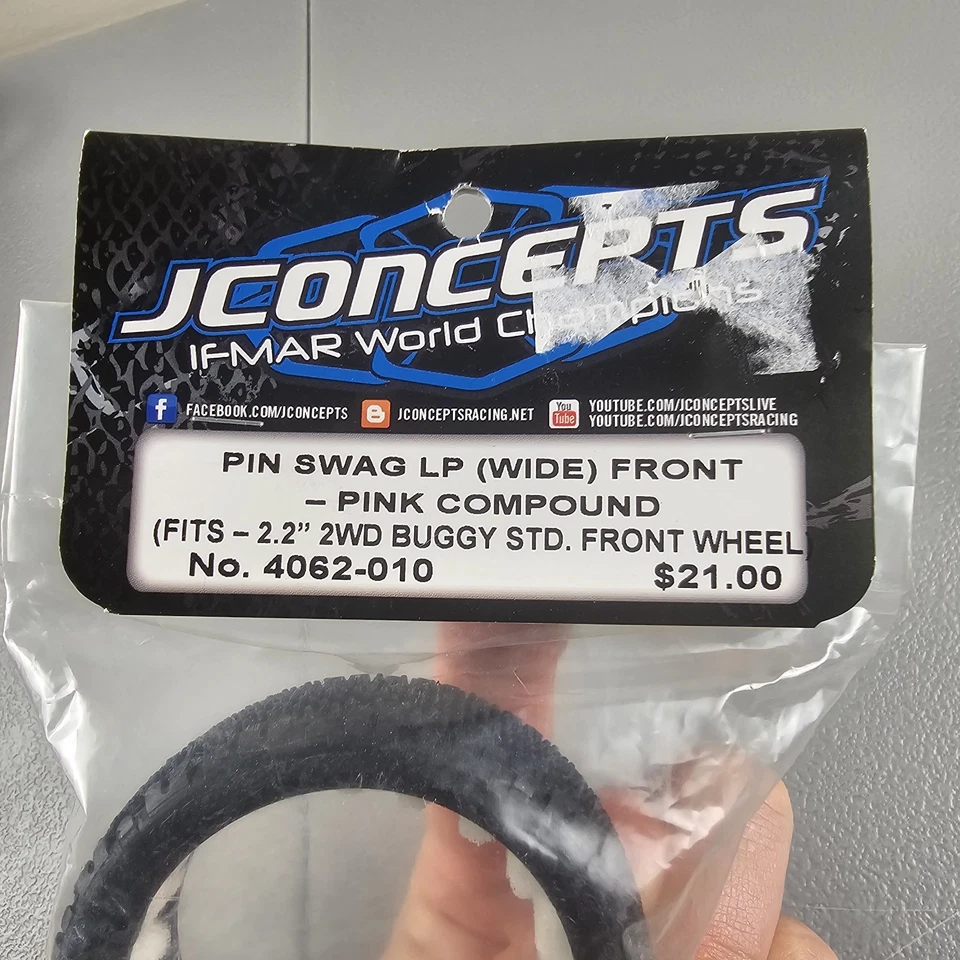 JCONCEPTS
IFMAR World Champions
FACEBOOK.COM/JCONCEPTS
JCONCEPTSRACING.NET
You
Tube
YOUTUBE.COM/JCONCEPTSLIVE
YOUTUBE.COM/JCONCEPTSRACING
PIN SWAG LP (WIDE) FRONT
– PINK COMPOUND
(FITS – 2.2” 2WD BUGGY STD. FRONT WHEEL)
No. 4062-010 $21.00